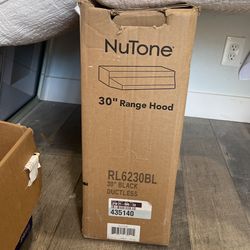 NuTone
30" Range Hood
RL6230BL
30" BLACK
DUCTLESS
435140